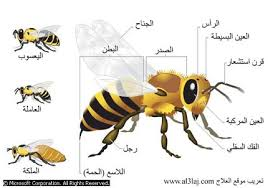 الرأس
الجناح
العين البسيطة
الصدر
البطن
قرن استشعار
اليعسوب
العاملة
العين المركبة
رجل
الفك السفلي
الملكة
اللاسع (الحمة)
© Microsoft Corporation. All Rights Reserved.
تعريب موقع العلاج www.al3laj.com